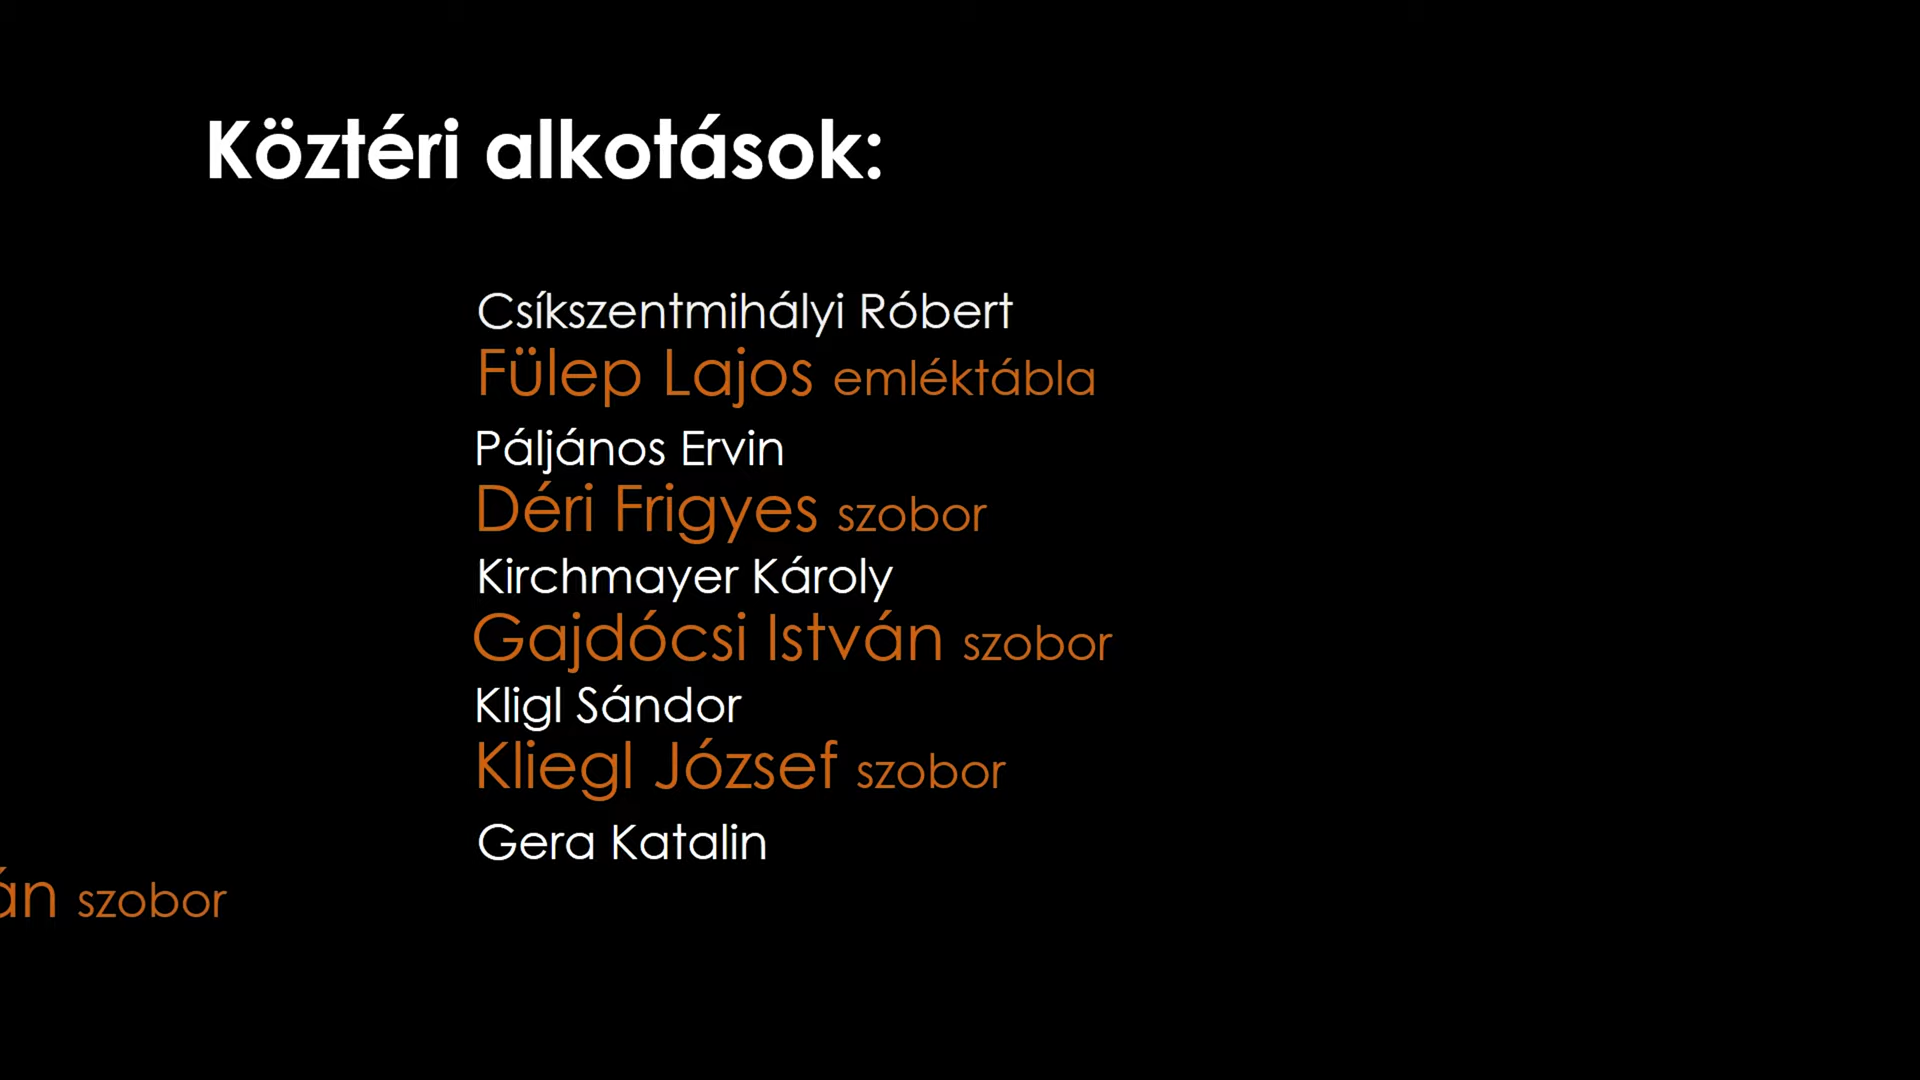 Köztéri alkotások:
Csíkszentmihályi Róbert
Fülep Lajos emléktábla
Páljános Ervin
Déri Frigyes szobor
Kirchmayer Károly
Gajdócsi István szobor
Kligl Sándor
Kliegl József szobor
Gera Katalin
szobor